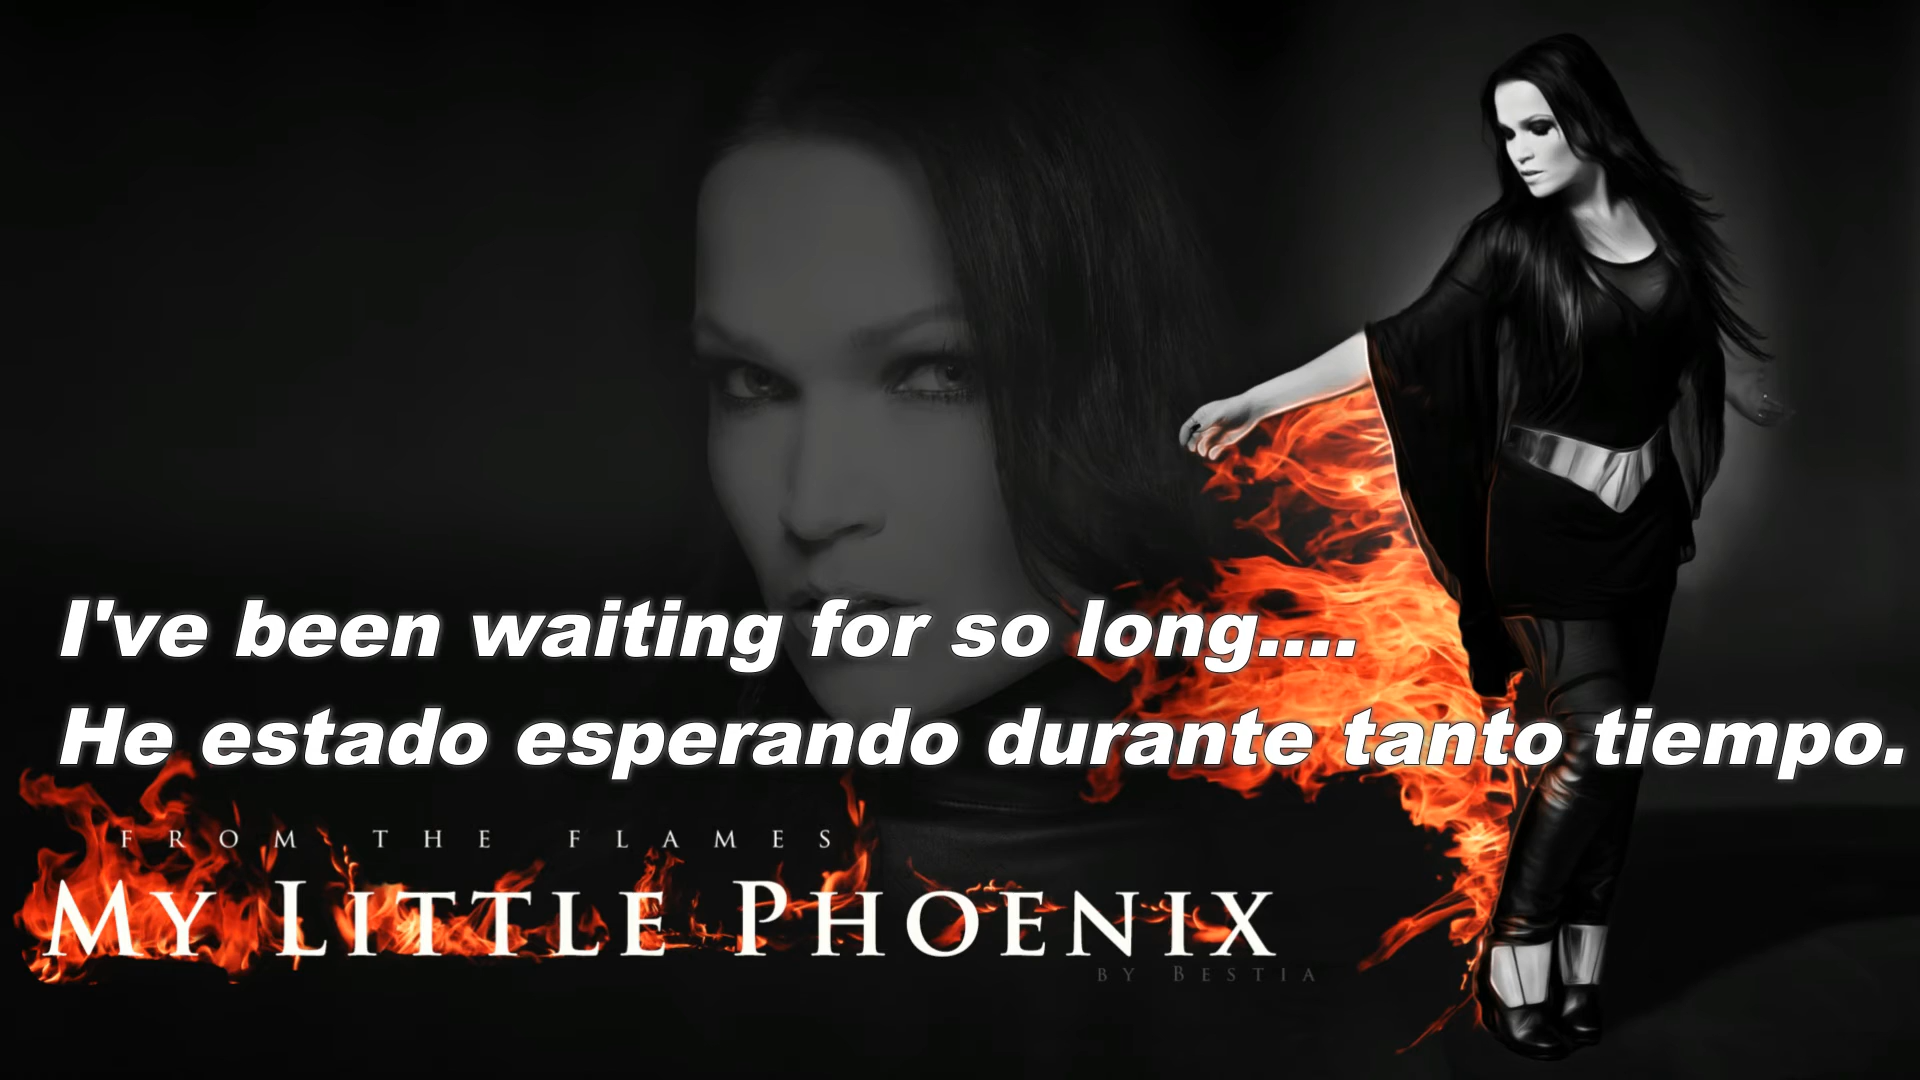 I've been waiting for so long....
He estado esperando durante tanto tiempo.
FROM THE FLAMES
MY LITTLE PHOENIX
BY BESTIA